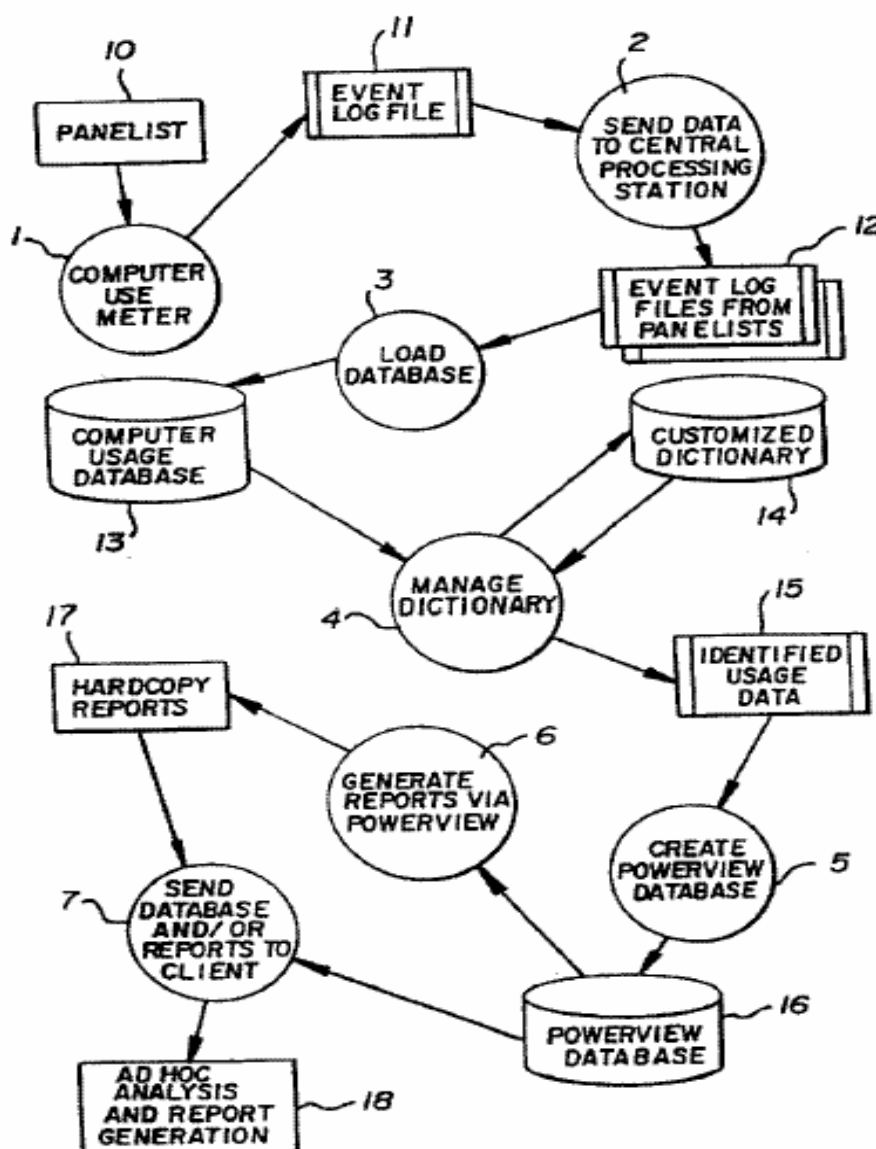 10
PANELIST
11
EVENT
LOG FILE
2
SEND DATA
TO CENTRAL
PROCESSING
STATION
1
COMPUTER
USE
METER
12
EVENT LOG
FILES FROM
PANELISTS
3
LOAD
DATABASE
COMPUTER
USAGE
DATABASE
13
CUSTOMIZED
DICTIONARY
14
MANAGE
DICTIONARY
4
15
IDENTIFIED
USAGE
DATA
17
HARDCOPY
REPORTS
6
GENERATE
REPORTS VIA
POWERVIEW
CREATE
POWERVIEW
DATABASE
5
7
SEND
DATABASE
AND/OR
REPORTS TO
CLIENT
POWERVIEW
DATABASE
16
AD HOC
ANALYSIS
AND REPORT
GENERATION
18